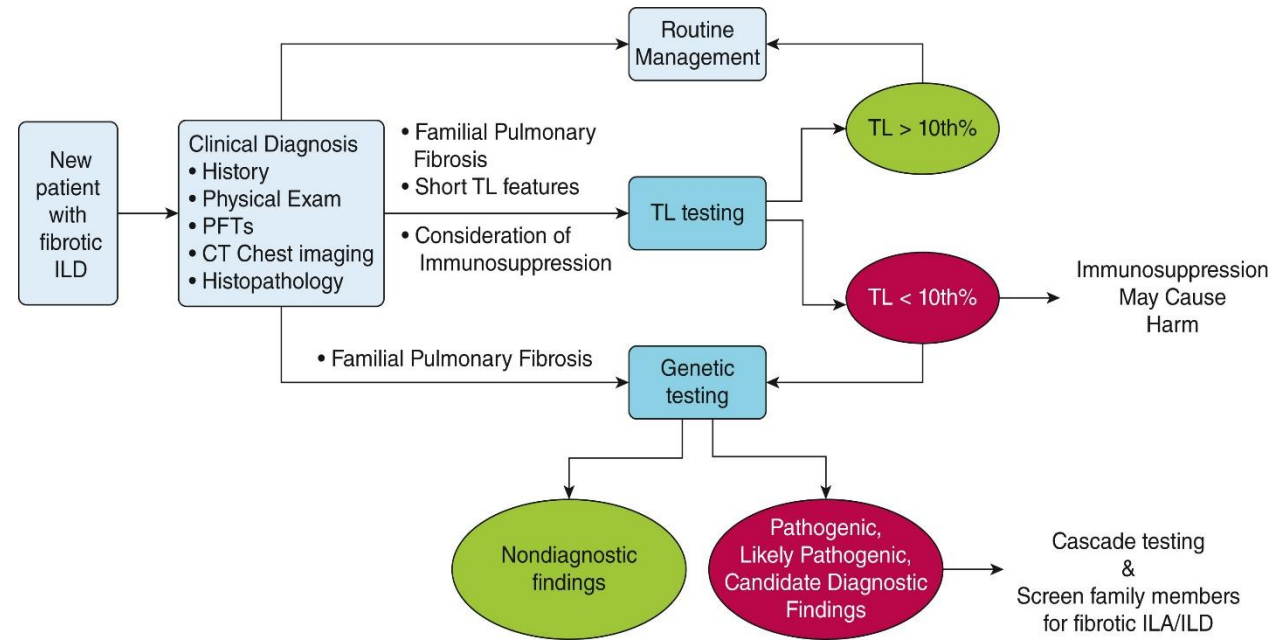 Routine
Management
New
patient
with
fibrotic
ILD
Clinical Diagnosis
• History
• Physical Exam
• PFTs
• CT Chest imaging
• Histopathology
• Familial Pulmonary
Fibrosis
• Short TL features
• Consideration of
Immunosuppression
TL testing
TL > 10th%
TL < 10th%
Immunosuppression
May Cause
Harm
• Familial Pulmonary Fibrosis
Genetic
testing
Nondiagnostic
findings
Pathogenic,
Likely Pathogenic,
Candidate Diagnostic
Findings
Cascade testing
&
Screen family members
for fibrotic ILA/ILD